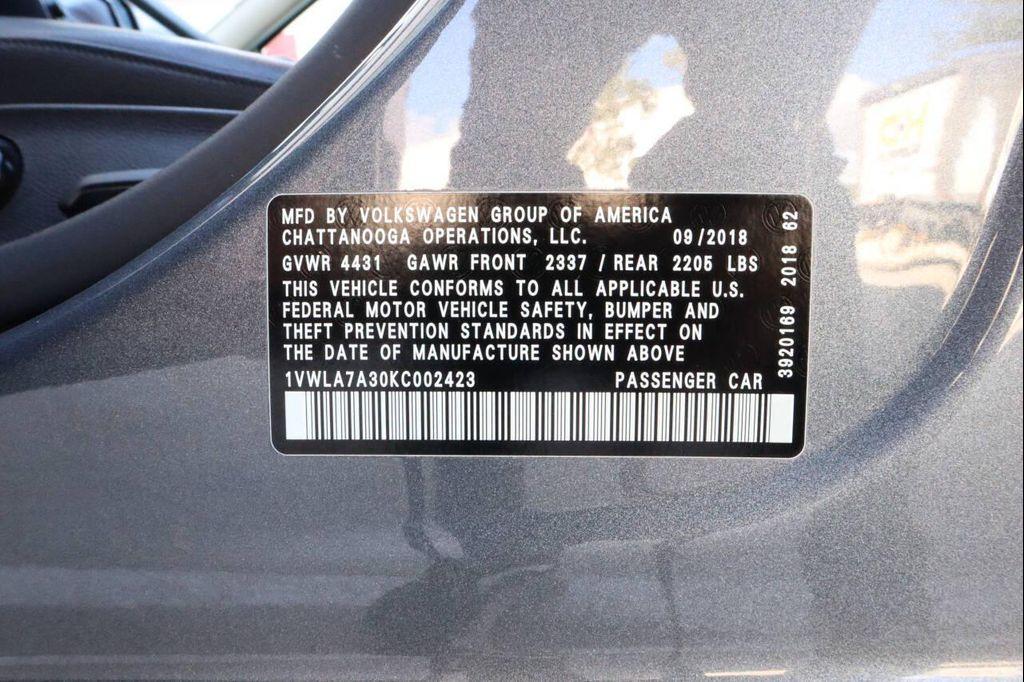 MFD BY VOLKSWAGEN GROUP OF AMERICA
CHATTANOOGA OPERATIONS, LLC. 09/2018
GVWR 4431 GAWR FRONT 2337 / REAR 2205 LBS
THIS VEHICLE CONFORMS TO ALL APPLICABLE U.S.
FEDERAL MOTOR VEHICLE SAFETY, BUMPER AND
THEFT PREVENTION STANDARDS IN EFFECT ON
THE DATE OF MANUFACTURE SHOWN ABOVE
1VWLA7A30KC002423 PASSENGER CAR
3920169 2018 62